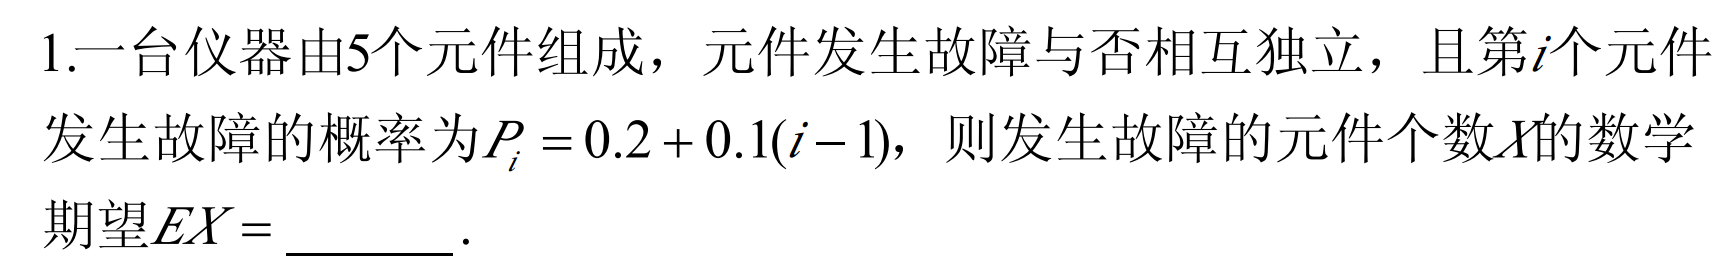 1.一台仪器由5个元件组成，元件发生故障与否相互独立，且第i个元件
发生故障的概率为P_i = 0.2 + 0.1(i − 1)，则发生故障的元件个数X的数学
期望EX = ______ .